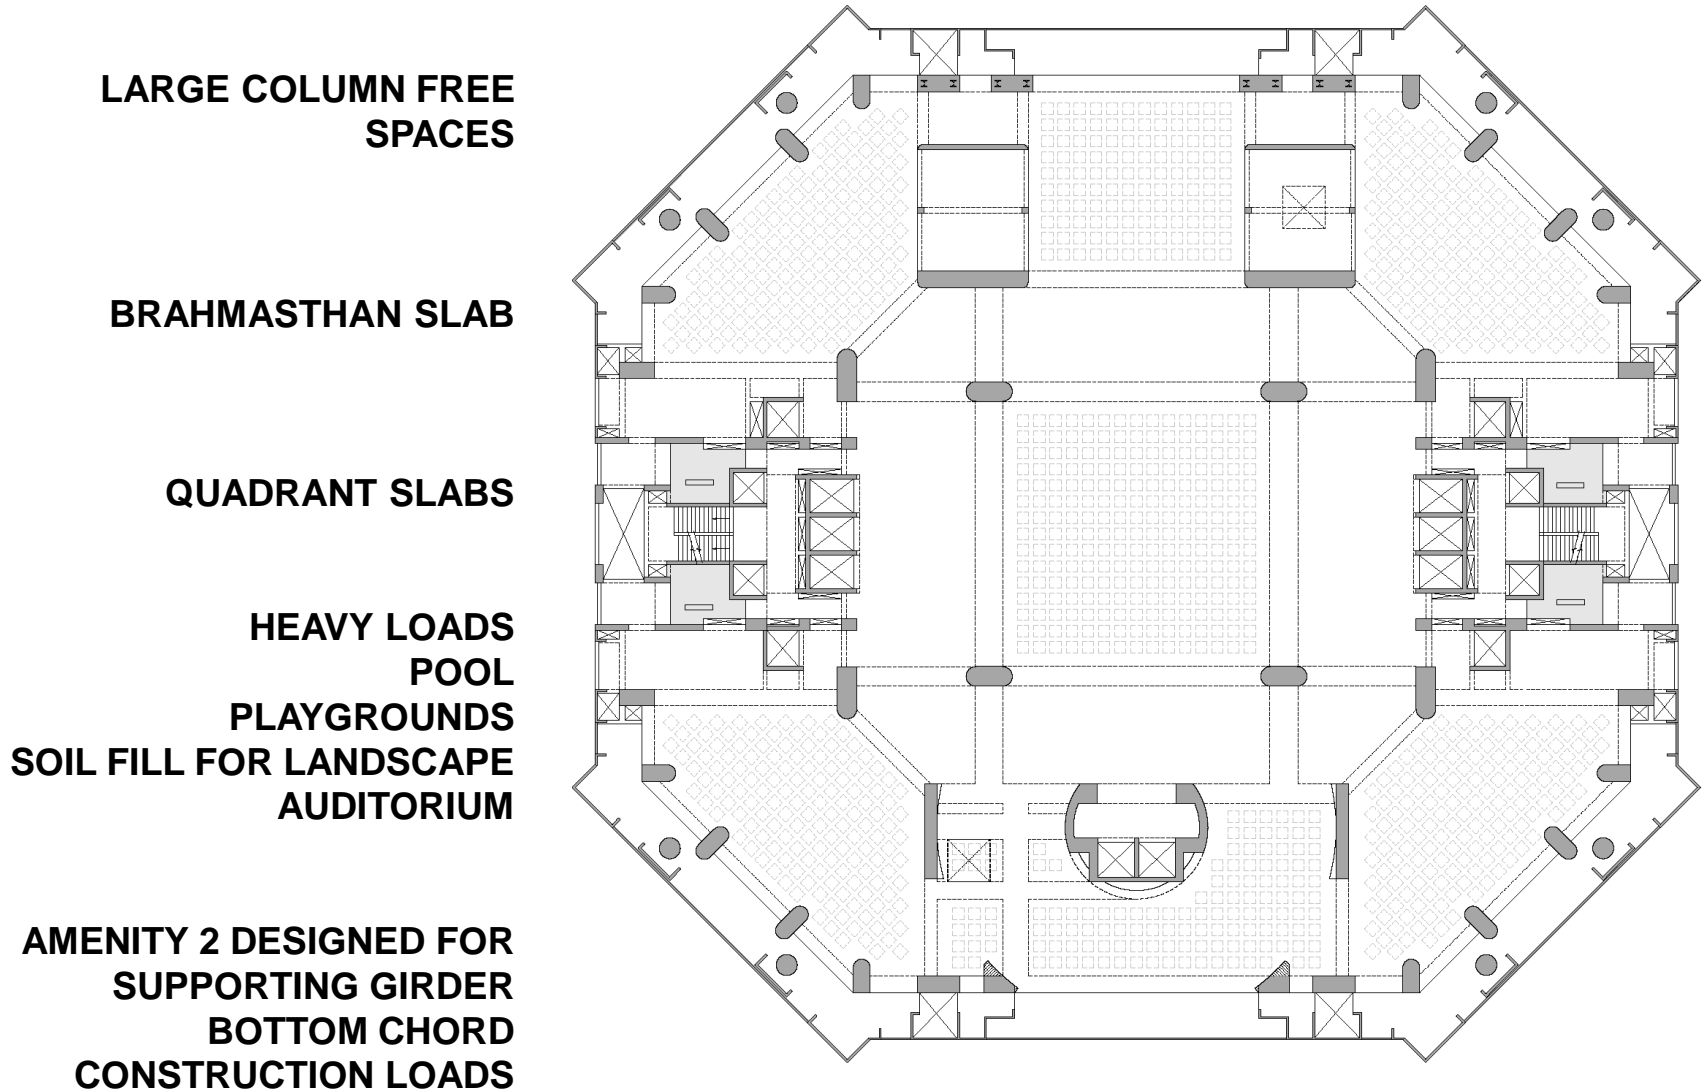 LARGE COLUMN FREE
SPACES
BRAHMASTHAN SLAB
QUADRANT SLABS
HEAVY LOADS
POOL
PLAYGROUNDS
SOIL FILL FOR LANDSCAPE
AUDITORIUM
AMENITY 2 DESIGNED FOR
SUPPORTING GIRDER
BOTTOM CHORD
CONSTRUCTION LOADS